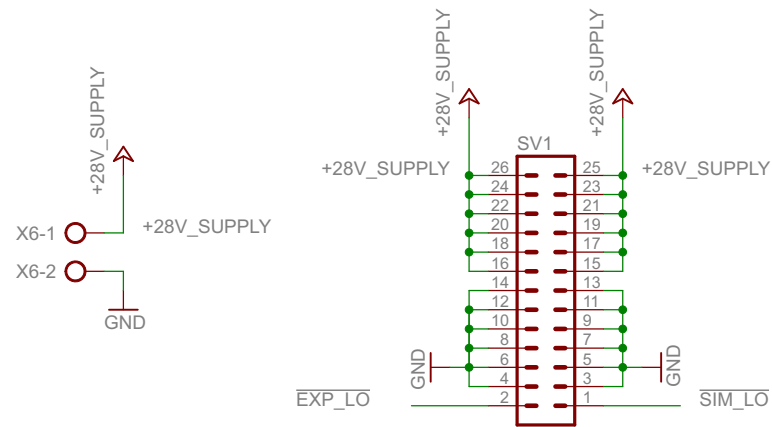 +28V_SUPPLY
+28V_SUPPLY
X6-1
X6-2
GND
+28V_SUPPLY
+28V_SUPPLY
SV1
+28V_SUPPLY
26 25
+28V_SUPPLY
24 23
22 21
20 19
18 17
16 15
14 13
12 11
10 9
8 7
6 5
4 3
2 1
GND
GND
EXP_LO
SIM_LO